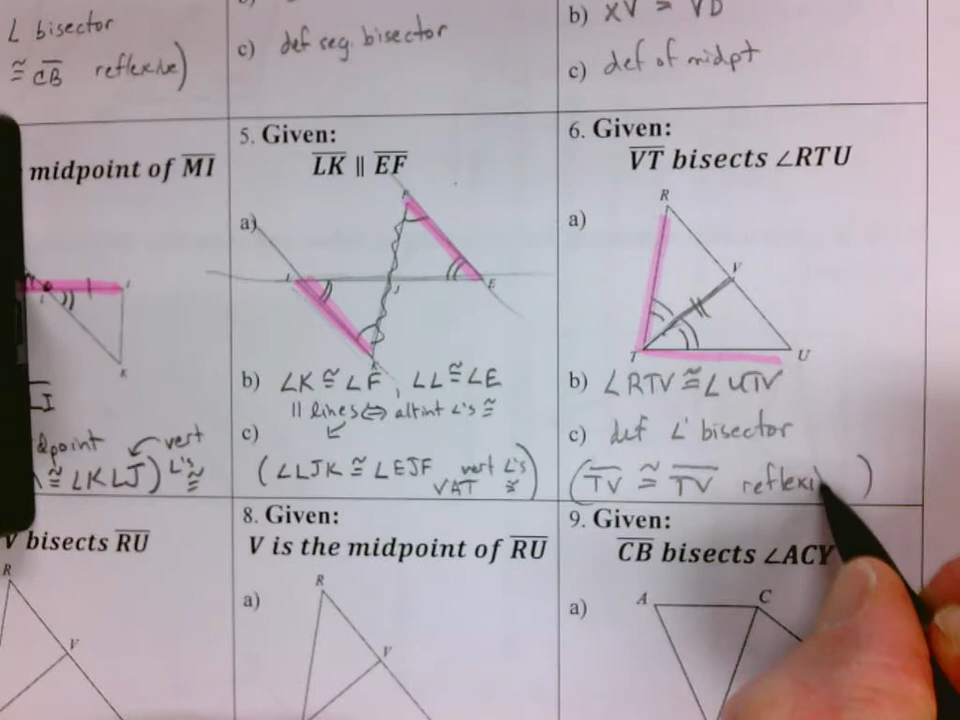 ∠ bisector
≅ CB reflexive)
c) def seg. bisector
b) XV ≅ VD
c) def of midpt
midpoint of MI
K
LI
vert
≅ ∠KLJ) ∠'s ≅
5. Given:
LK ∥ EF
a)
E
J
b) ∠K ≅ ∠F, ∠L ≅ ∠E
|| lines ⇔ alt int ∠'s ≅
c)
(∠LJK ≅ ∠EJF vert ∠'s ≅)
VAT
6. Given:
VT bisects ∠RTU
a)
R
V
T
U
b) ∠RTV ≅ ∠UTV
c) def ∠ bisector
(TV ≅ TV reflexi )
V bisects RU
R
V
8. Given:
V is the midpoint of RU
a)
R
V
9. Given:
CB bisects ∠ACY
a)
A
C